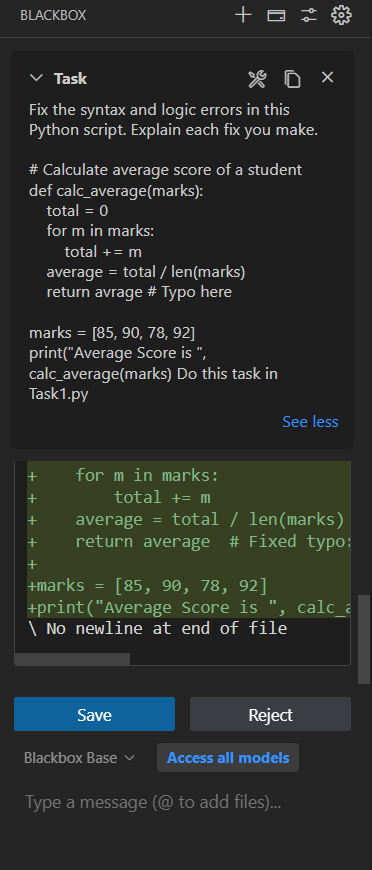 BLACKBOX
Task
Fix the syntax and logic errors in this
Python script. Explain each fix you make.
# Calculate average score of a student
def calc_average(marks):
    total = 0
    for m in marks:
        total += m
    average = total / len(marks)
    return avrage # Typo here
marks = [85, 90, 78, 92]
print("Average Score is ",
calc_average(marks) Do this task in
Task1.py
See less
+    for m in marks:
+        total += m
+    average = total / len(marks)
+    return average  # Fixed typo:
+
+marks = [85, 90, 78, 92]
+print("Average Score is ", calc_a
\ No newline at end of file
Save Reject
Blackbox Base Access all models
Type a message (@ to add files)...